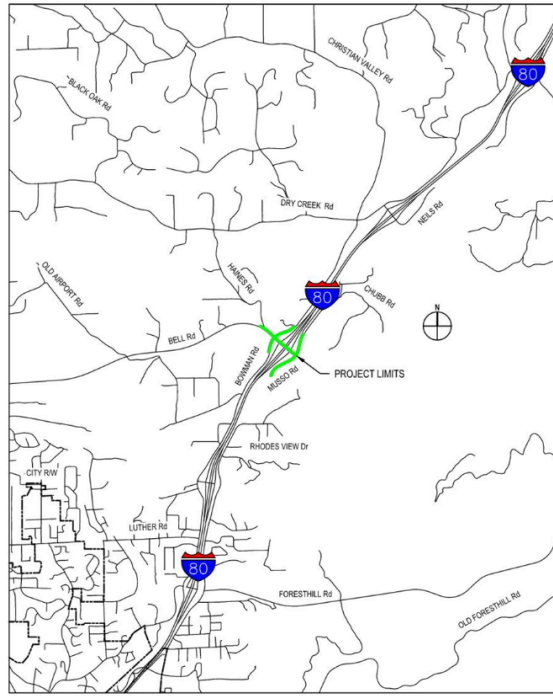 CHRISTIAN VALLEY Rd
80
BLACK OAK Rd
DRY CREEK Rd
NEILS Rd
HAINES Rd
OLD AIRPORT Rd
80
CHUBB Rd
N
BELL Rd
BOWMAN Rd
PROJECT LIMITS
MUSSO Rd
RHODES VIEW Dr
CITY R/W
LUTHER Rd
80
FORESTHILL Rd
OLD FORESTHILL Rd